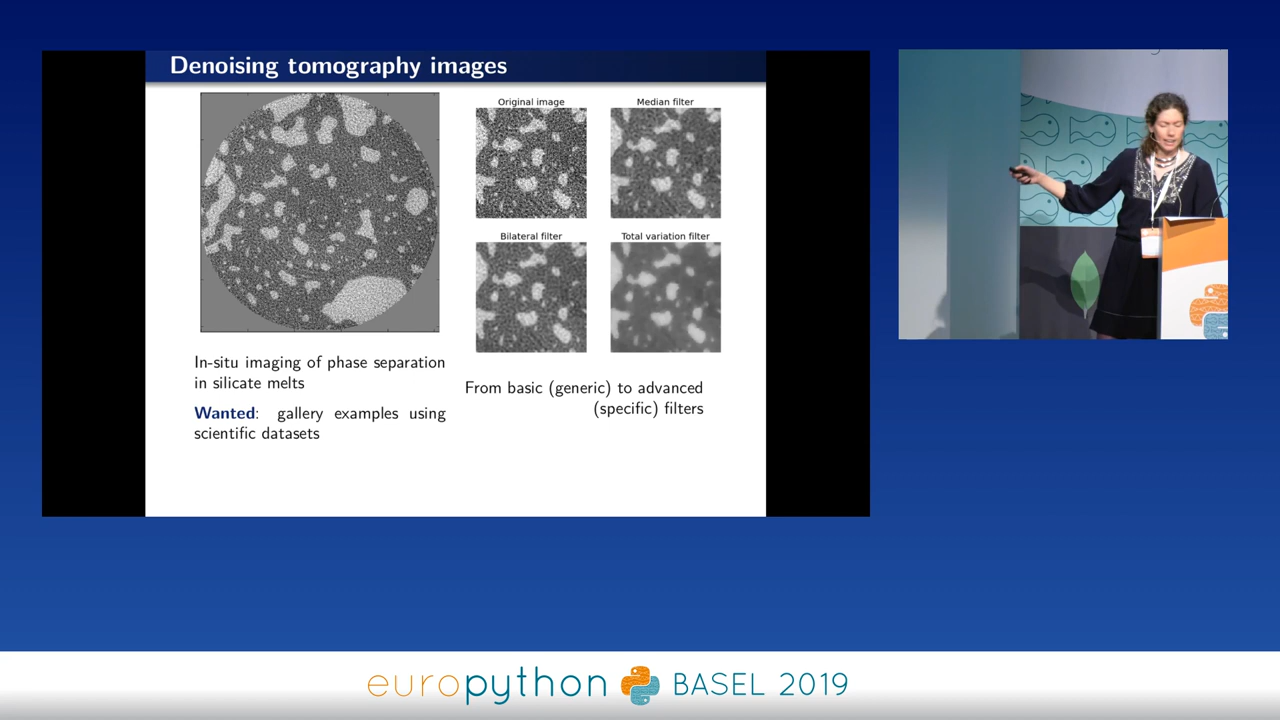 Denoising tomography images
Original image
Median filter
Bilateral filter
Total variation filter
In-situ imaging of phase separation
in silicate melts
Wanted: gallery examples using
scientific datasets
From basic (generic) to advanced
(specific) filters
europython BASEL 2019